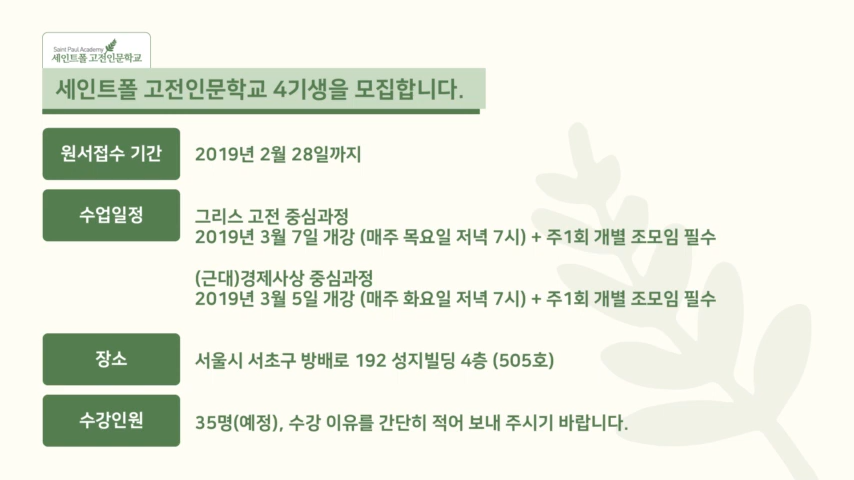 Saint Paul Academy
세인트폴 고전인문학교
세인트폴 고전인문학교 4기생을 모집합니다.
원서접수 기간
2019년 2월 28일까지
수업일정
그리스 고전 중심과정
2019년 3월 7일 개강 (매주 목요일 저녁 7시) + 주1회 개별 조모임 필수
(근대)경제사상 중심과정
2019년 3월 5일 개강 (매주 화요일 저녁 7시) + 주1회 개별 조모임 필수
장소
서울시 서초구 방배로 192 성지빌딩 4층 (505호)
수강인원
35명(예정), 수강 이유를 간단히 적어 보내 주시기 바랍니다.